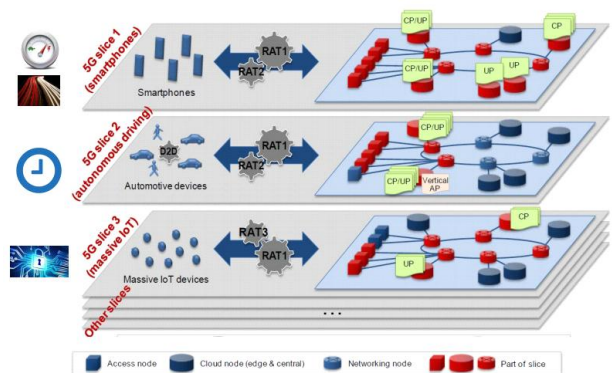 5G slice 1
(smartphones)
Smartphones
RAT1
RAT2
CP/UP
CP
CP/UP
UP
UP
5G slice 2
(autonomous driving)
D2D
Automotive devices
RAT1
RAT2
CP/UP
CP/UP
Vertical
AP
5G slice 3
(massive IoT)
Massive IoT devices
RAT3
RAT1
CP
UP
Other slices
...
Access node
Cloud node (edge & central)
Networking node
Part of slice